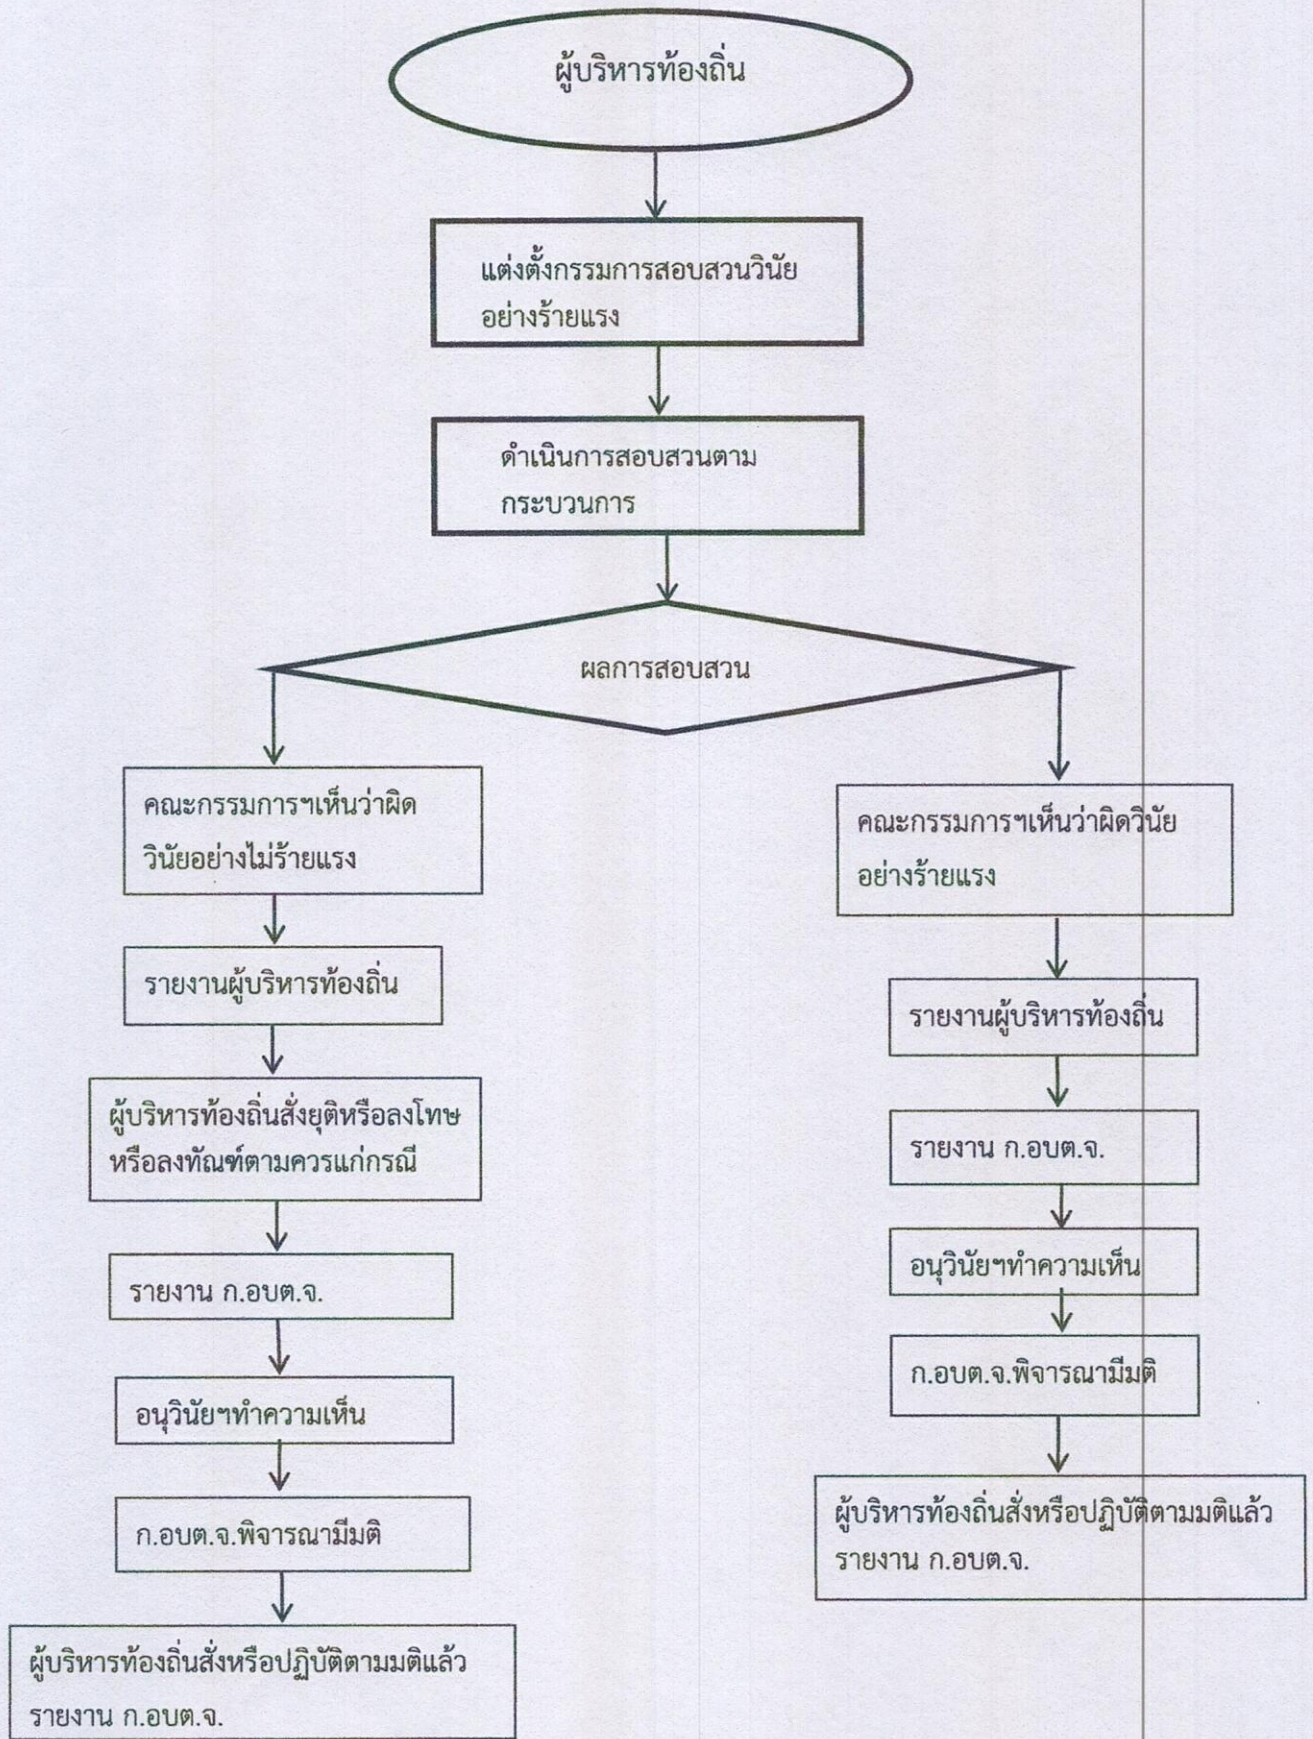 ผู้บริหารท้องถิ่น
แต่งตั้งกรรมการสอบสวนวินัย
อย่างร้ายแรง
ดำเนินการสอบสวนตาม
กระบวนการ
ผลการสอบสวน
คณะกรรมการฯเห็นว่าผิด
วินัยอย่างไม่ร้ายแรง
รายงานผู้บริหารท้องถิ่น
ผู้บริหารท้องถิ่นสั่งยุติหรือลงโทษ
หรือลงทัณฑ์ตามควรแก่กรณี
รายงาน ก.อบต.จ.
อนุวินัยฯทำความเห็น
ก.อบต.จ.พิจารณามีมติ
ผู้บริหารท้องถิ่นสั่งหรือปฏิบัติตามมติแล้ว
รายงาน ก.อบต.จ.
คณะกรรมการฯเห็นว่าผิดวินัย
อย่างร้ายแรง
รายงานผู้บริหารท้องถิ่น
รายงาน ก.อบต.จ.
อนุวินัยฯทำความเห็น
ก.อบต.จ.พิจารณามีมติ
ผู้บริหารท้องถิ่นสั่งหรือปฏิบัติตามมติแล้ว
รายงาน ก.อบต.จ.